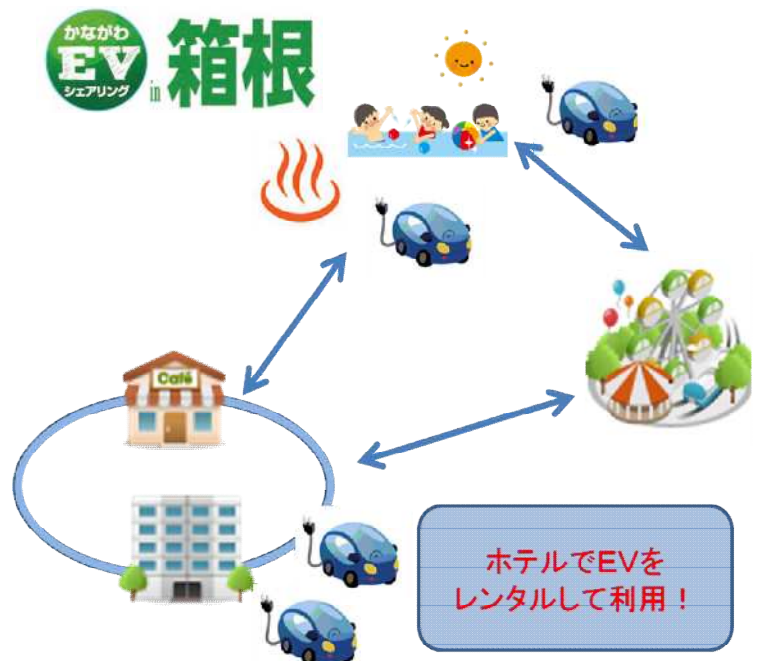 かながわ
EV
シェアリング
in 箱根
Café
ホテルでEVを
レンタルして利用！